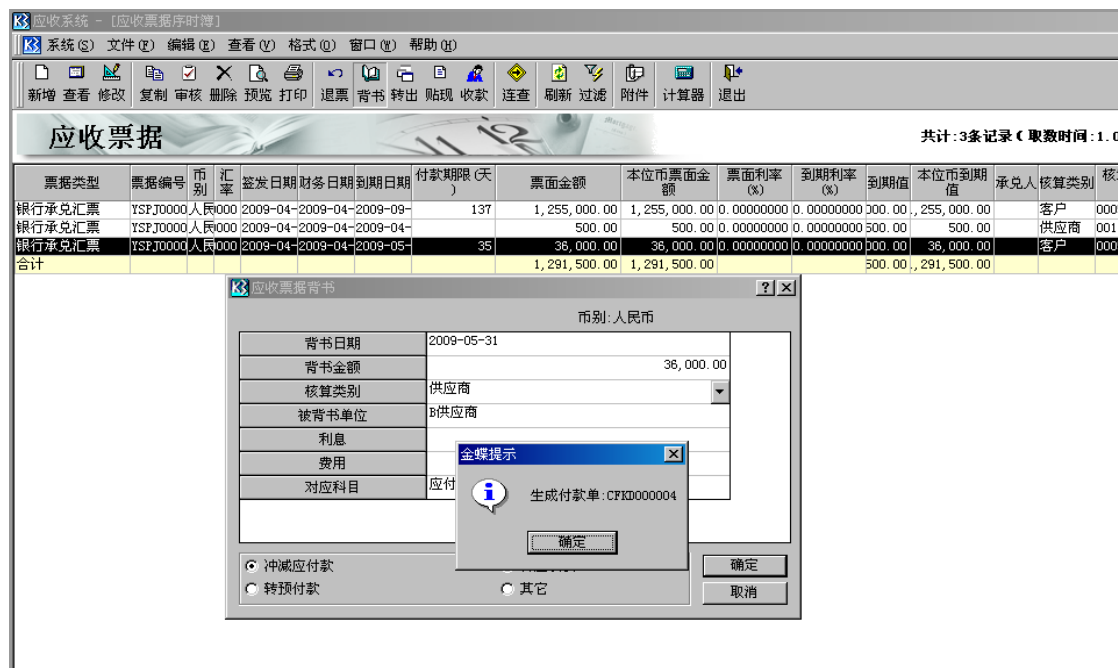 应收系统 - [应收票据序时簿]
系统(S) 文件(F) 编辑(E) 查看(V) 格式(O) 窗口(W) 帮助(H)
新增 查看 修改 复制 审核 删除 预览 打印 退票 背书 转出 贴现 收款 连查 刷新 过滤 附件 计算器 退出
应收票据 共计:3条记录(取数时间:1.0
票据类型 票据编号 币别 汇率 签发日期 财务日期 到期日期 付款期限(天) 票面金额 本位币票面金额 票面利率(%) 到期利率(%) 到期值 本位币到期值 承兑人 核算类别
银行承兑汇票 YSPJ0000 人民 000 2009-04- 2009-04- 2009-09- 137 1,255,000.00 1,255,000.00 0.00000000 0.00000000 000.00 ,255,000.00 客户 000
银行承兑汇票 YSPJ0000 人民 000 2009-04- 2009-04- 2009-04- 500.00 500.00 0.00000000 0.00000000 500.00 500.00 供应商 001
银行承兑汇票 YSPJ0000 人民 000 2009-04- 2009-04- 2009-05- 35 36,000.00 36,000.00 0.00000000 0.00000000 000.00 36,000.00 客户 000
合计 1,291,500.00 1,291,500.00 500.00 ,291,500.00
应收票据背书
币别:人民币
背书日期 2009-05-31
背书金额 36,000.00
核算类别 供应商
被背书单位 B供应商
利息
费用
对应科目 应付
金蝶提示
生成付款单:CFKD000004
确定
冲减应付款
转预付款 其它
确定
取消